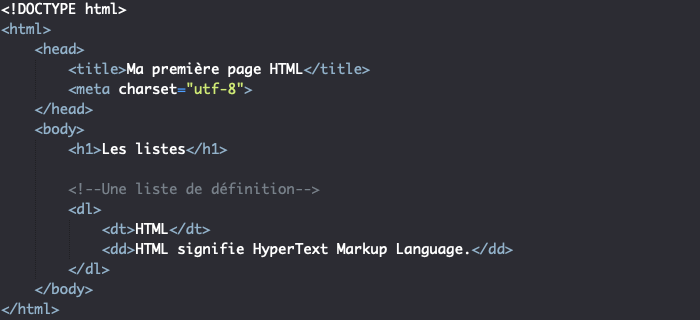 <!DOCTYPE html>
<html>
    <head>
        <title>Ma première page HTML</title>
        <meta charset="utf-8">
    </head>
    <body>
        <h1>Les listes</h1>

        <!--Une liste de définition-->
        <dl>
            <dt>HTML</dt>
            <dd>HTML signifie HyperText Markup Language.</dd>
        </dl>
    </body>
</html>